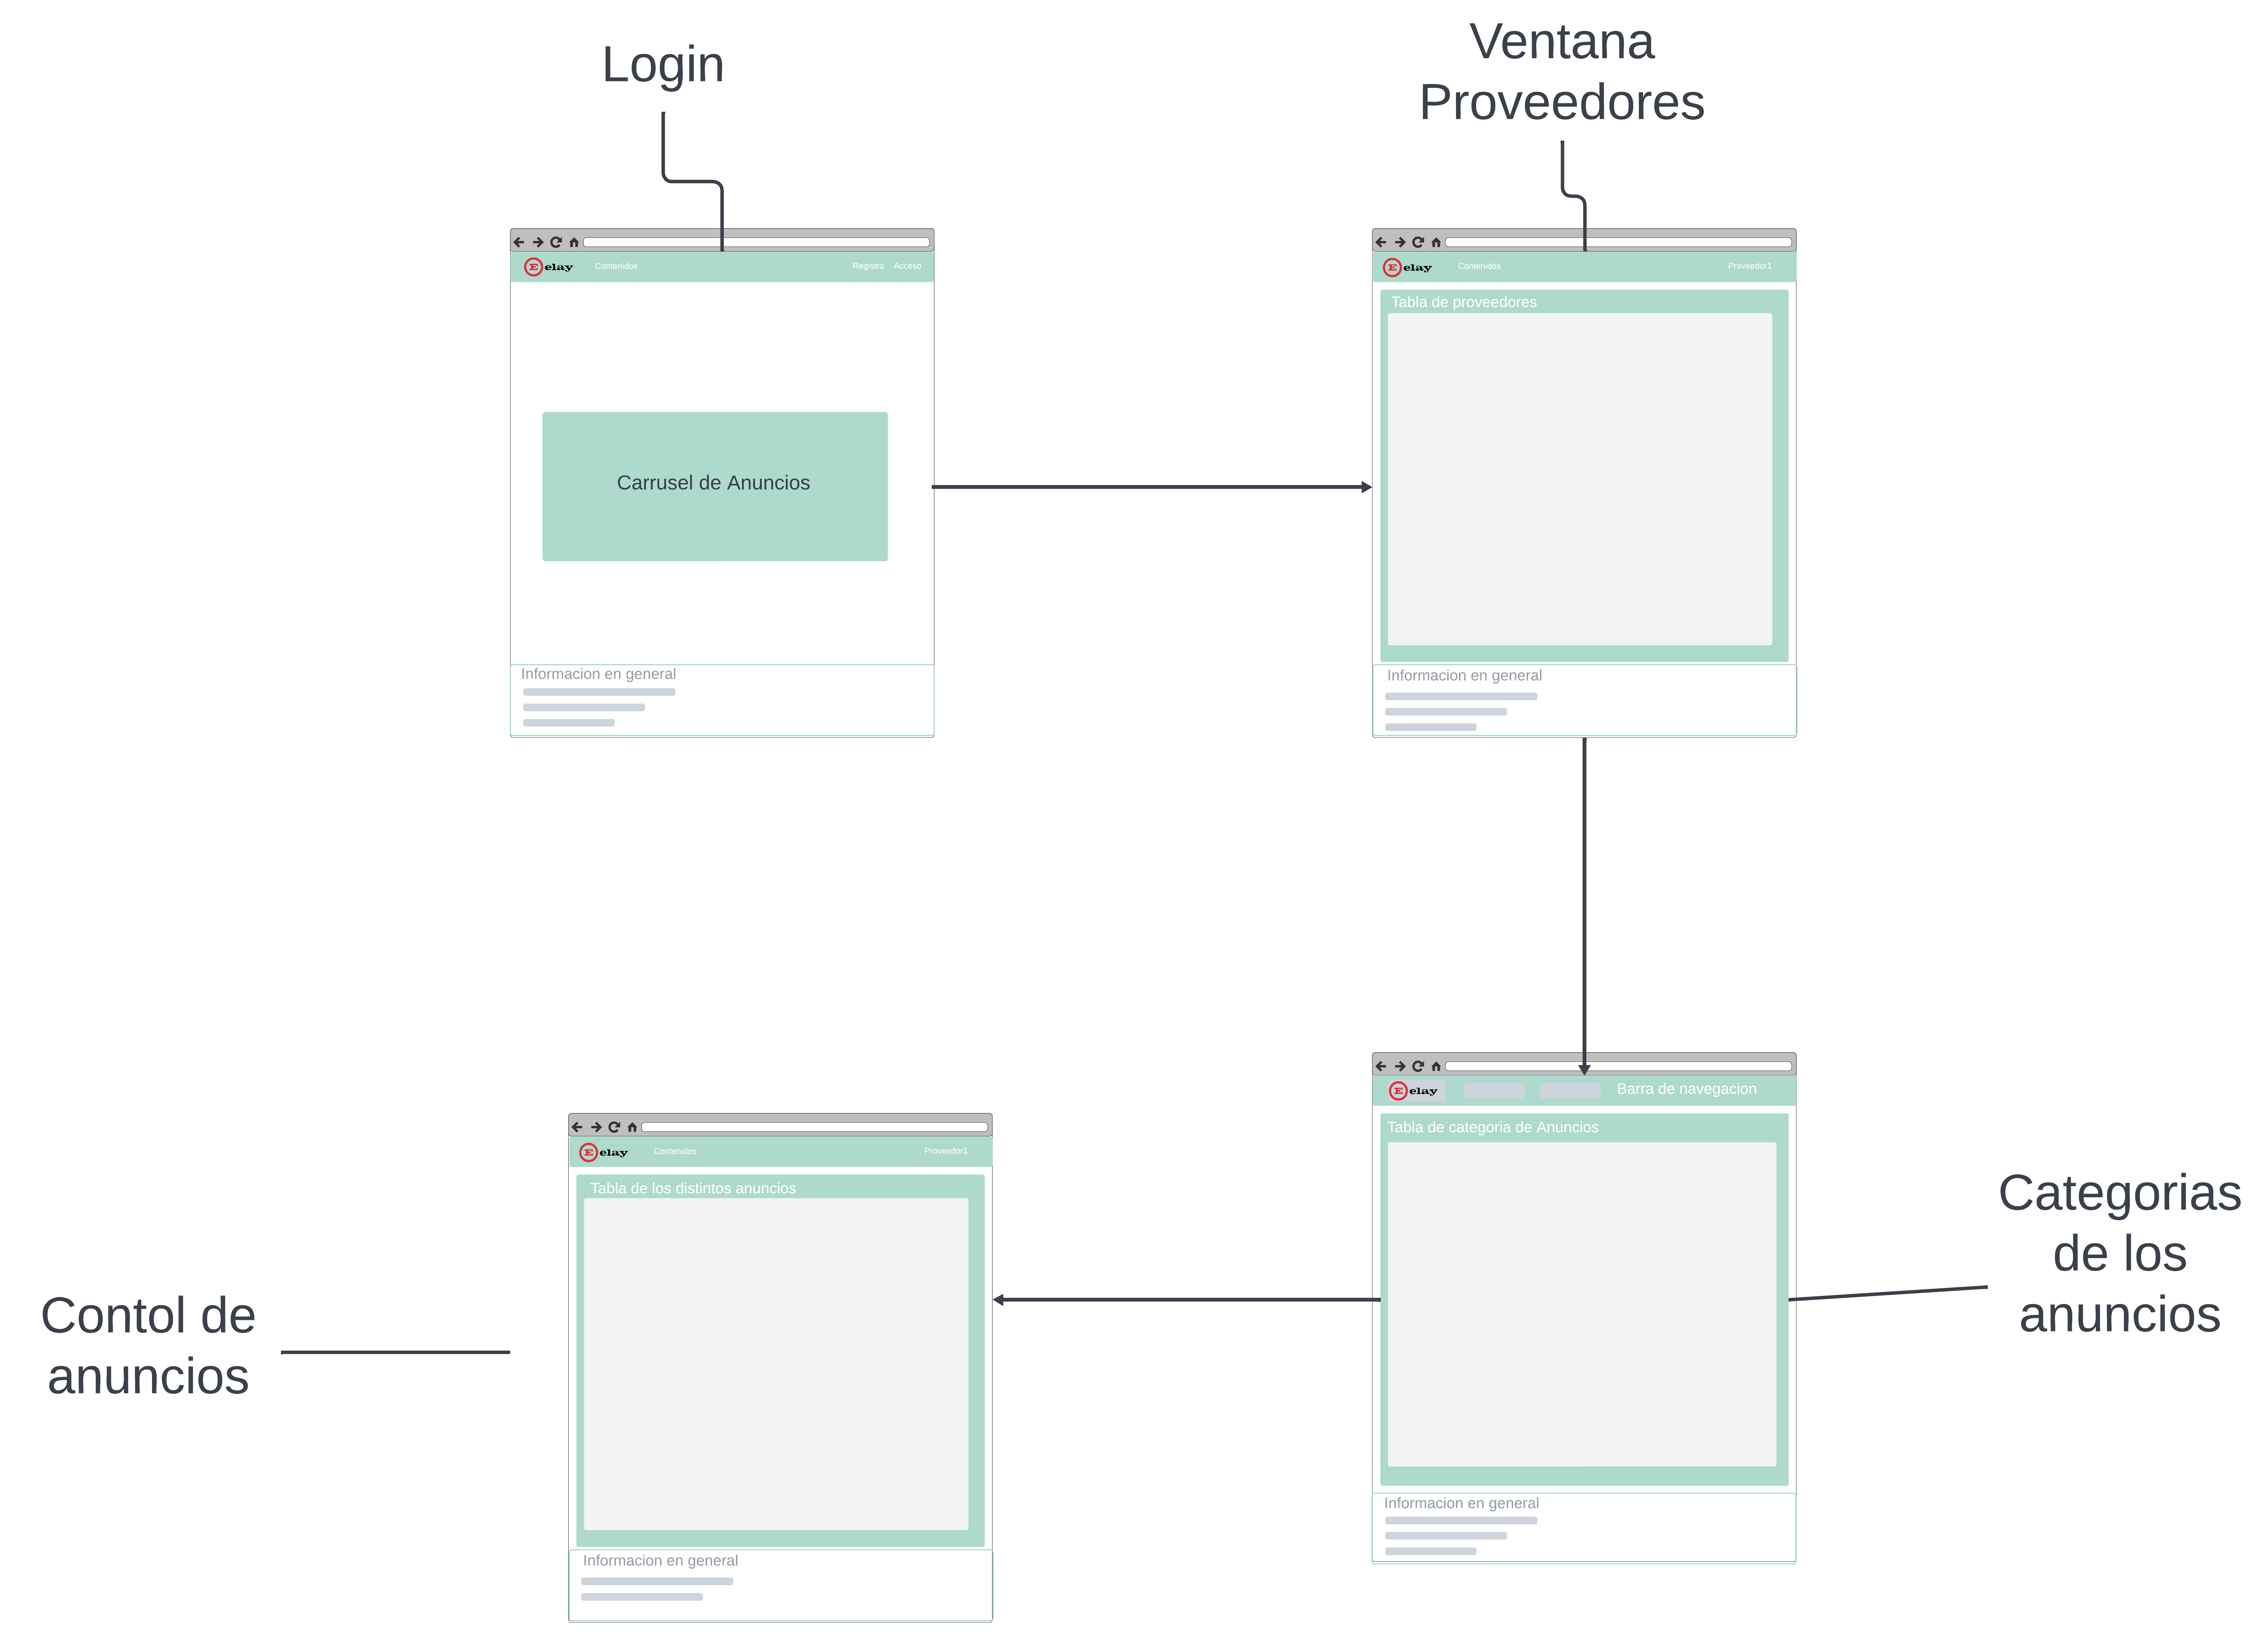 Login
Ventana
Proveedores
E elay
Contenidos
Registro
Acceso
Carrusel de Anuncios
Informacion en general
E elay
Contenidos
Proveedor1
Tabla de proveedores
Informacion en general
E elay
Barra de navegacion
Tabla de categoria de Anuncios
Informacion en general
Categorias
de los
anuncios
E elay
Contenidos
Proveedor1
Tabla de los distintos anuncios
Informacion en general
Contol de
anuncios